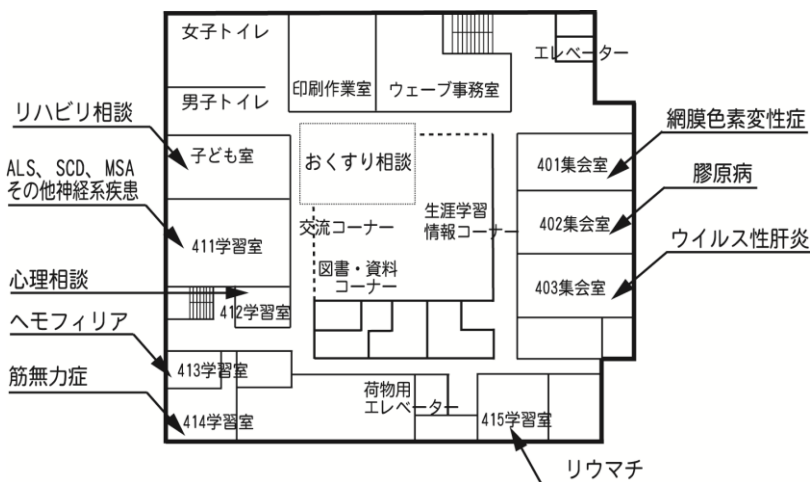 女子トイレ
男子トイレ
印刷作業室
ウェーブ事務室
エレベーター
リハビリ相談
子ども室
おくすり相談
網膜色素変性症
401集会室
ALS、SCD、MSA
その他神経系疾患
411学習室
交流コーナー
生涯学習
情報コーナー
膠原病
402集会室
図書・資料
コーナー
ウイルス性肝炎
403集会室
心理相談
412学習室
ヘモフィリア
413学習室
筋無力症
414学習室
荷物用
エレベーター
415学習室
リウマチ